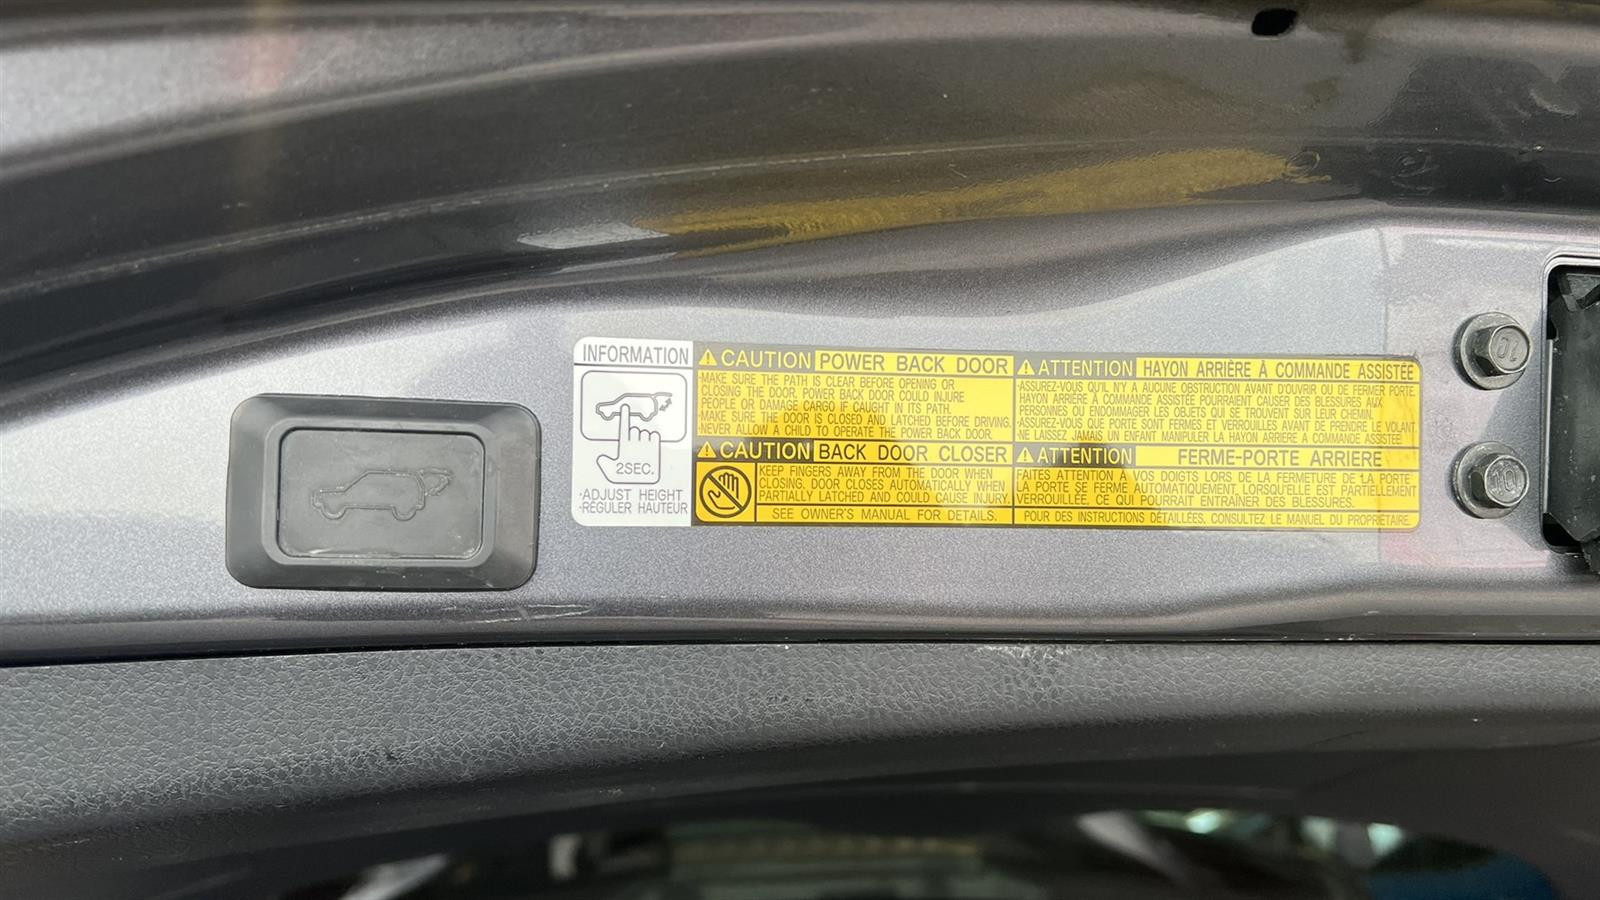 INFORMATION
2SEC.
·ADJUST HEIGHT
·RÉGULER HAUTEUR
CAUTION POWER BACK DOOR
·MAKE SURE THE PATH IS CLEAR BEFORE OPENING OR
CLOSING THE DOOR. POWER BACK DOOR COULD INJURE
PEOPLE OR DAMAGE CARGO IF CAUGHT IN ITS PATH.
·MAKE SURE THE DOOR IS CLOSED AND LATCHED BEFORE DRIVING.
·NEVER ALLOW A CHILD TO OPERATE THE POWER BACK DOOR.
CAUTION BACK DOOR CLOSER
KEEP FINGERS AWAY FROM THE DOOR WHEN
CLOSING. DOOR CLOSES AUTOMATICALLY WHEN
PARTIALLY LATCHED AND COULD CAUSE INJURY.
SEE OWNER'S MANUAL FOR DETAILS.
ATTENTION HAYON ARRIÈRE À COMMANDE ASSISTÉE
·ASSUREZ-VOUS QU'IL N'Y A AUCUNE OBSTRUCTION AVANT D'OUVRIR OU DE FERMER PORTE.
HAYON ARRIÈRE À COMMANDE ASSISTÉE POURRAIENT CAUSER DES BLESSURES AUX
PERSONNES OU ENDOMMAGER LES OBJETS QUI SE TROUVENT SUR LEUR CHEMIN.
·ASSUREZ-VOUS QUE PORTE SONT FERMÉS ET VERROUILLÉS AVANT DE PRENDRE LE VOLANT.
·NE LAISSEZ JAMAIS UN ENFANT MANIPULER LA HAYON ARRIÈRE À COMMANDE ASSISTÉE
ATTENTION FERME-PORTE ARRIERE
FAITES ATTENTION À VOS DOIGTS LORS DE LA FERMETURE DE LA PORTE
LA PORTE SE FERME AUTOMATIQUEMENT LORSQU'ELLE EST PARTIELLEMENT
VERROUILLÉE, CE QUI POURRAIT ENTRAÎNER DES BLESSURES.
POUR DES INSTRUCTIONS DÉTAILLÉES, CONSULTEZ LE MANUEL DU PROPRIÉTAIRE.
10
10